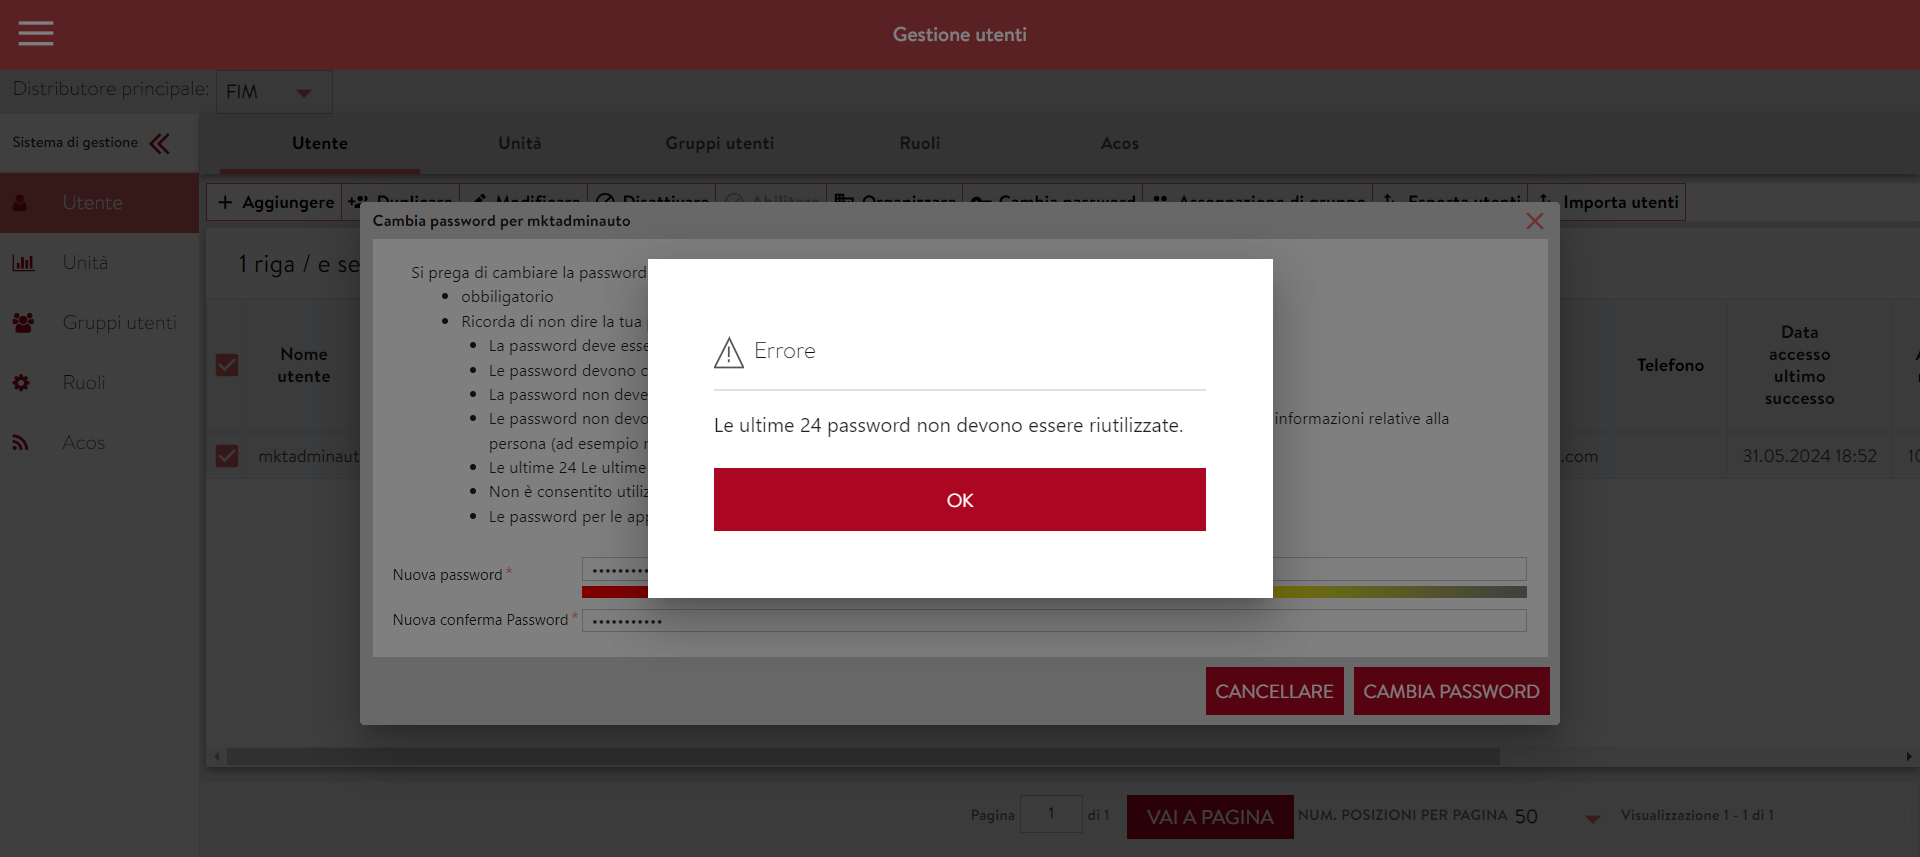 Gestione utenti
Distributore principale: FIM
Sistema di gestione
Utente Unità Gruppi utenti Ruoli Acos
Utente
Unità
Gruppi utenti
Ruoli
Acos
Aggiungere Duplicare Modificare Disattivare Abilitare Organizzare Cambia password Assegnazione di gruppo Esporta utenti Importa utenti
Cambia password per mktadminauto
1 riga / e se
Si prega di cambiare la password
obbiligatorio
Ricorda di non dire la tua
La password deve esse
Le password devono c
La password non deve
Le password non devo informazioni relative alla
persona (ad esempio
Le ultime 24 Le ultime
Non è consentito utiliz
Le password per le app
Errore
Le ultime 24 password non devono essere riutilizzate.
OK
Nuova password *
Nuova conferma Password *
CANCELLARE CAMBIA PASSWORD
Nome
utente
Telefono
Data
accesso
ultimo
successo
mktadminaut .com 31.05.2024 18:52 10
Pagina 1 di 1 VAI A PAGINA NUM. POSIZIONI PER PAGINA 50 Visualizzazione 1 - 1 di 1